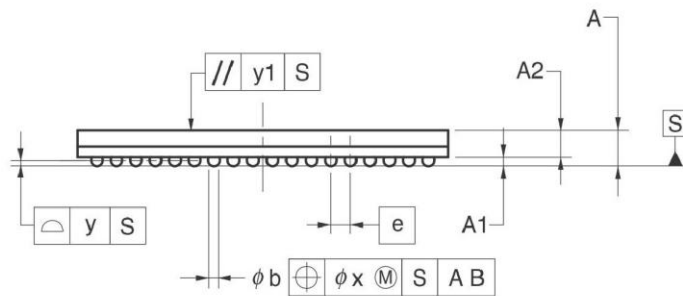 A
// y1 S
A2
S
⌓ y S
e
A1
φb ⌖ φx Ⓜ S A B